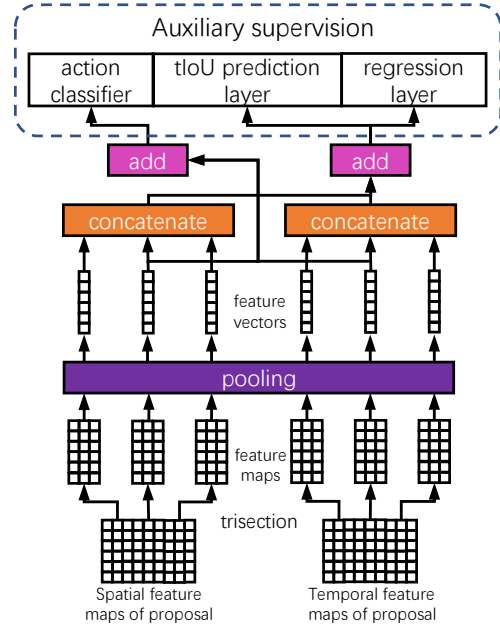 Auxiliary supervision
action
classifier
tIoU prediction
layer
regression
layer
add
add
concatenate
concatenate
feature
vectors
pooling
feature
maps
trisection
Spatial feature
maps of proposal
Temporal feature
maps of proposal